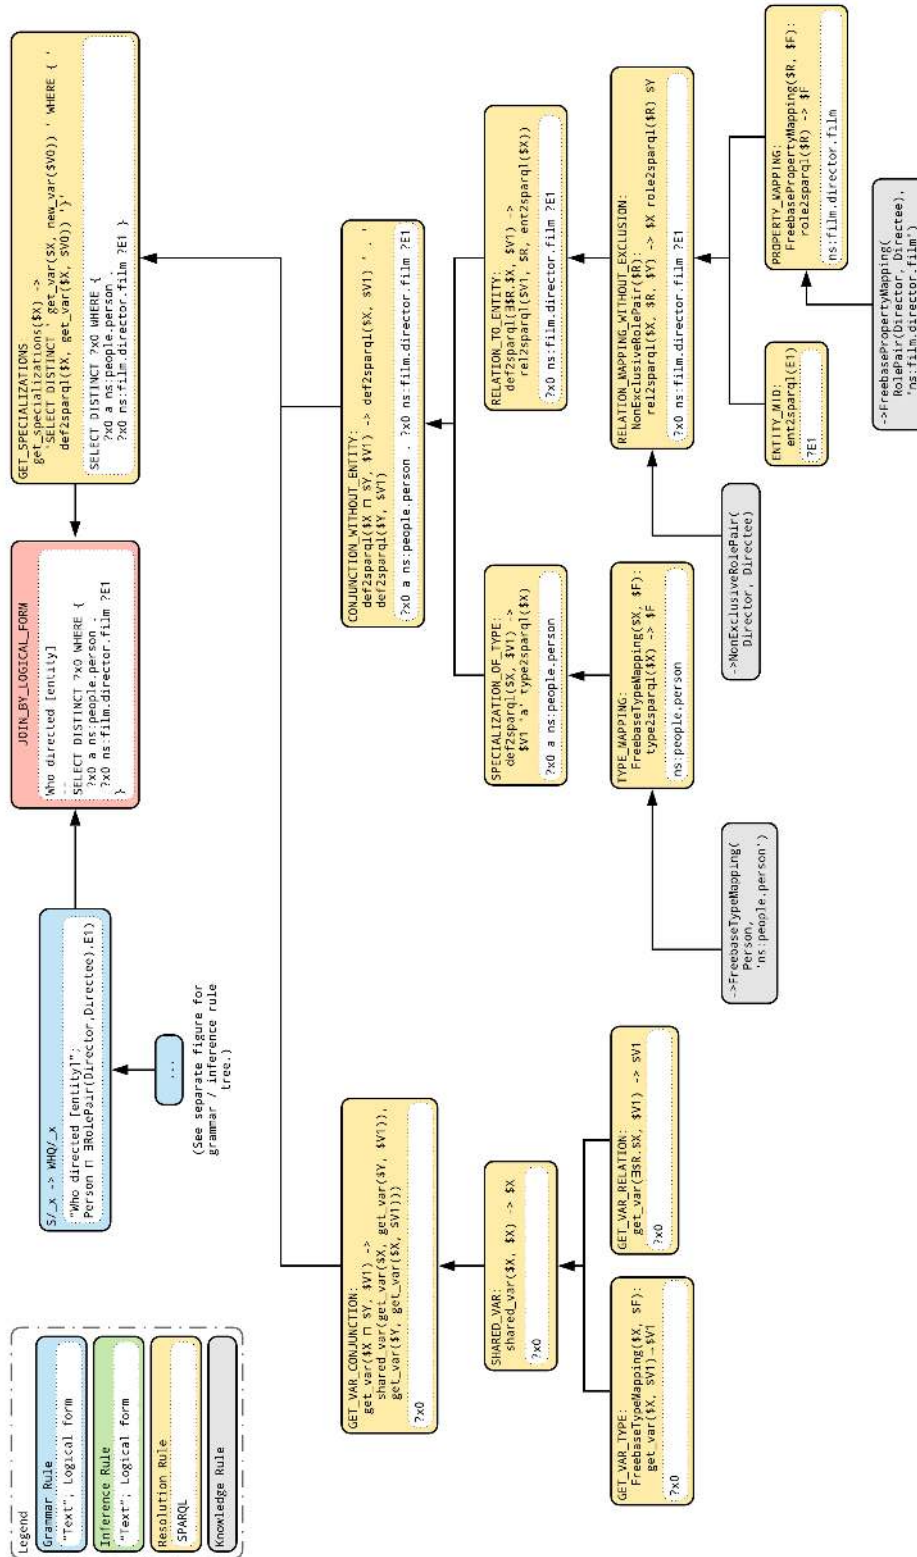 Legend
Grammar Rule
"Text"; Logical form
Inference Rule
"Text"; Logical form
Resolution Rule
SPARQL
Knowledge Rule
S/_x -> WHQ/_x
"Who directed [entity]";
Person ⊓ ∃RolePair(Director,Directee).E1)
...
(See separate figure for
grammar / inference rule
tree.)
JOIN_BY_LOGICAL_FORM
Who directed [entity]
--
SELECT DISTINCT ?x0 WHERE {
?x0 a ns:people.person .
?x0 ns:film.director.film ?E1
}
GET_SPECIALIZATIONS
get_specializations($X) ->
'SELECT DISTINCT ' get_var($X, new_var($V0)) ' WHERE { '
def2sparql($X, get_var($X, $V0)) '}'
SELECT DISTINCT ?x0 WHERE {
?x0 a ns:people.person .
?x0 ns:film.director.film ?E1 }
GET_VAR_CONJUNCTION:
get_var($X ⊓ $Y, $V1) ->
shared_var(get_var($X, get_var($Y, $V1)),
get_var($Y, get_var($X, $V1)))
?x0
SHARED_VAR:
shared_var($X, $X) -> $X
?x0
GET_VAR_TYPE:
FreebaseTypeMapping($X, $F):
get_var($X, $V1)→$V1
?x0
GET_VAR_RELATION:
get_var(∃$R.$X, $V1) -> $V1
?x0
CONJUNCTION_WITHOUT_ENTITY:
def2sparql($X ⊓ $Y, $V1) -> def2sparql($X, $V1) ' . '
def2sparql($Y, $V1)
?x0 a ns:people.person . ?x0 ns:film.director.film ?E1
SPECIALIZATION_OF_TYPE:
def2sparql($X, $V1) ->
$V1 'a' type2sparql($X)
?x0 a ns:people.person
TYPE_MAPPING:
FreebaseTypeMapping($X, $F):
type2sparql($X) -> $F
ns:people.person
->FreebaseTypeMapping(
Person,
'ns:people.person')
RELATION_TO_ENTITY:
def2sparql(∃$R.$X, $V1) ->
rel2sparql($V1, $R, ent2sparql($X))
?x0 ns:film.director.film ?E1
RELATION_MAPPING_WITHOUT_EXCLUSION:
NonExclusiveRolePair($R):
rel2sparql($X, $R, $Y) -> $X role2sparql($R) $Y
?x0 ns:film.director.film ?E1
->NonExclusiveRolePair(
Director, Directee)
ENTITY_MID:
ent2sparql(E1)
?E1
PROPERTY_MAPPING:
FreebasePropertyMapping($R, $F):
role2sparql($R) -> $F
ns:film.director.film
->FreebasePropertyMapping(
RolePair(Director, Directee),
'ns:film.director.film')